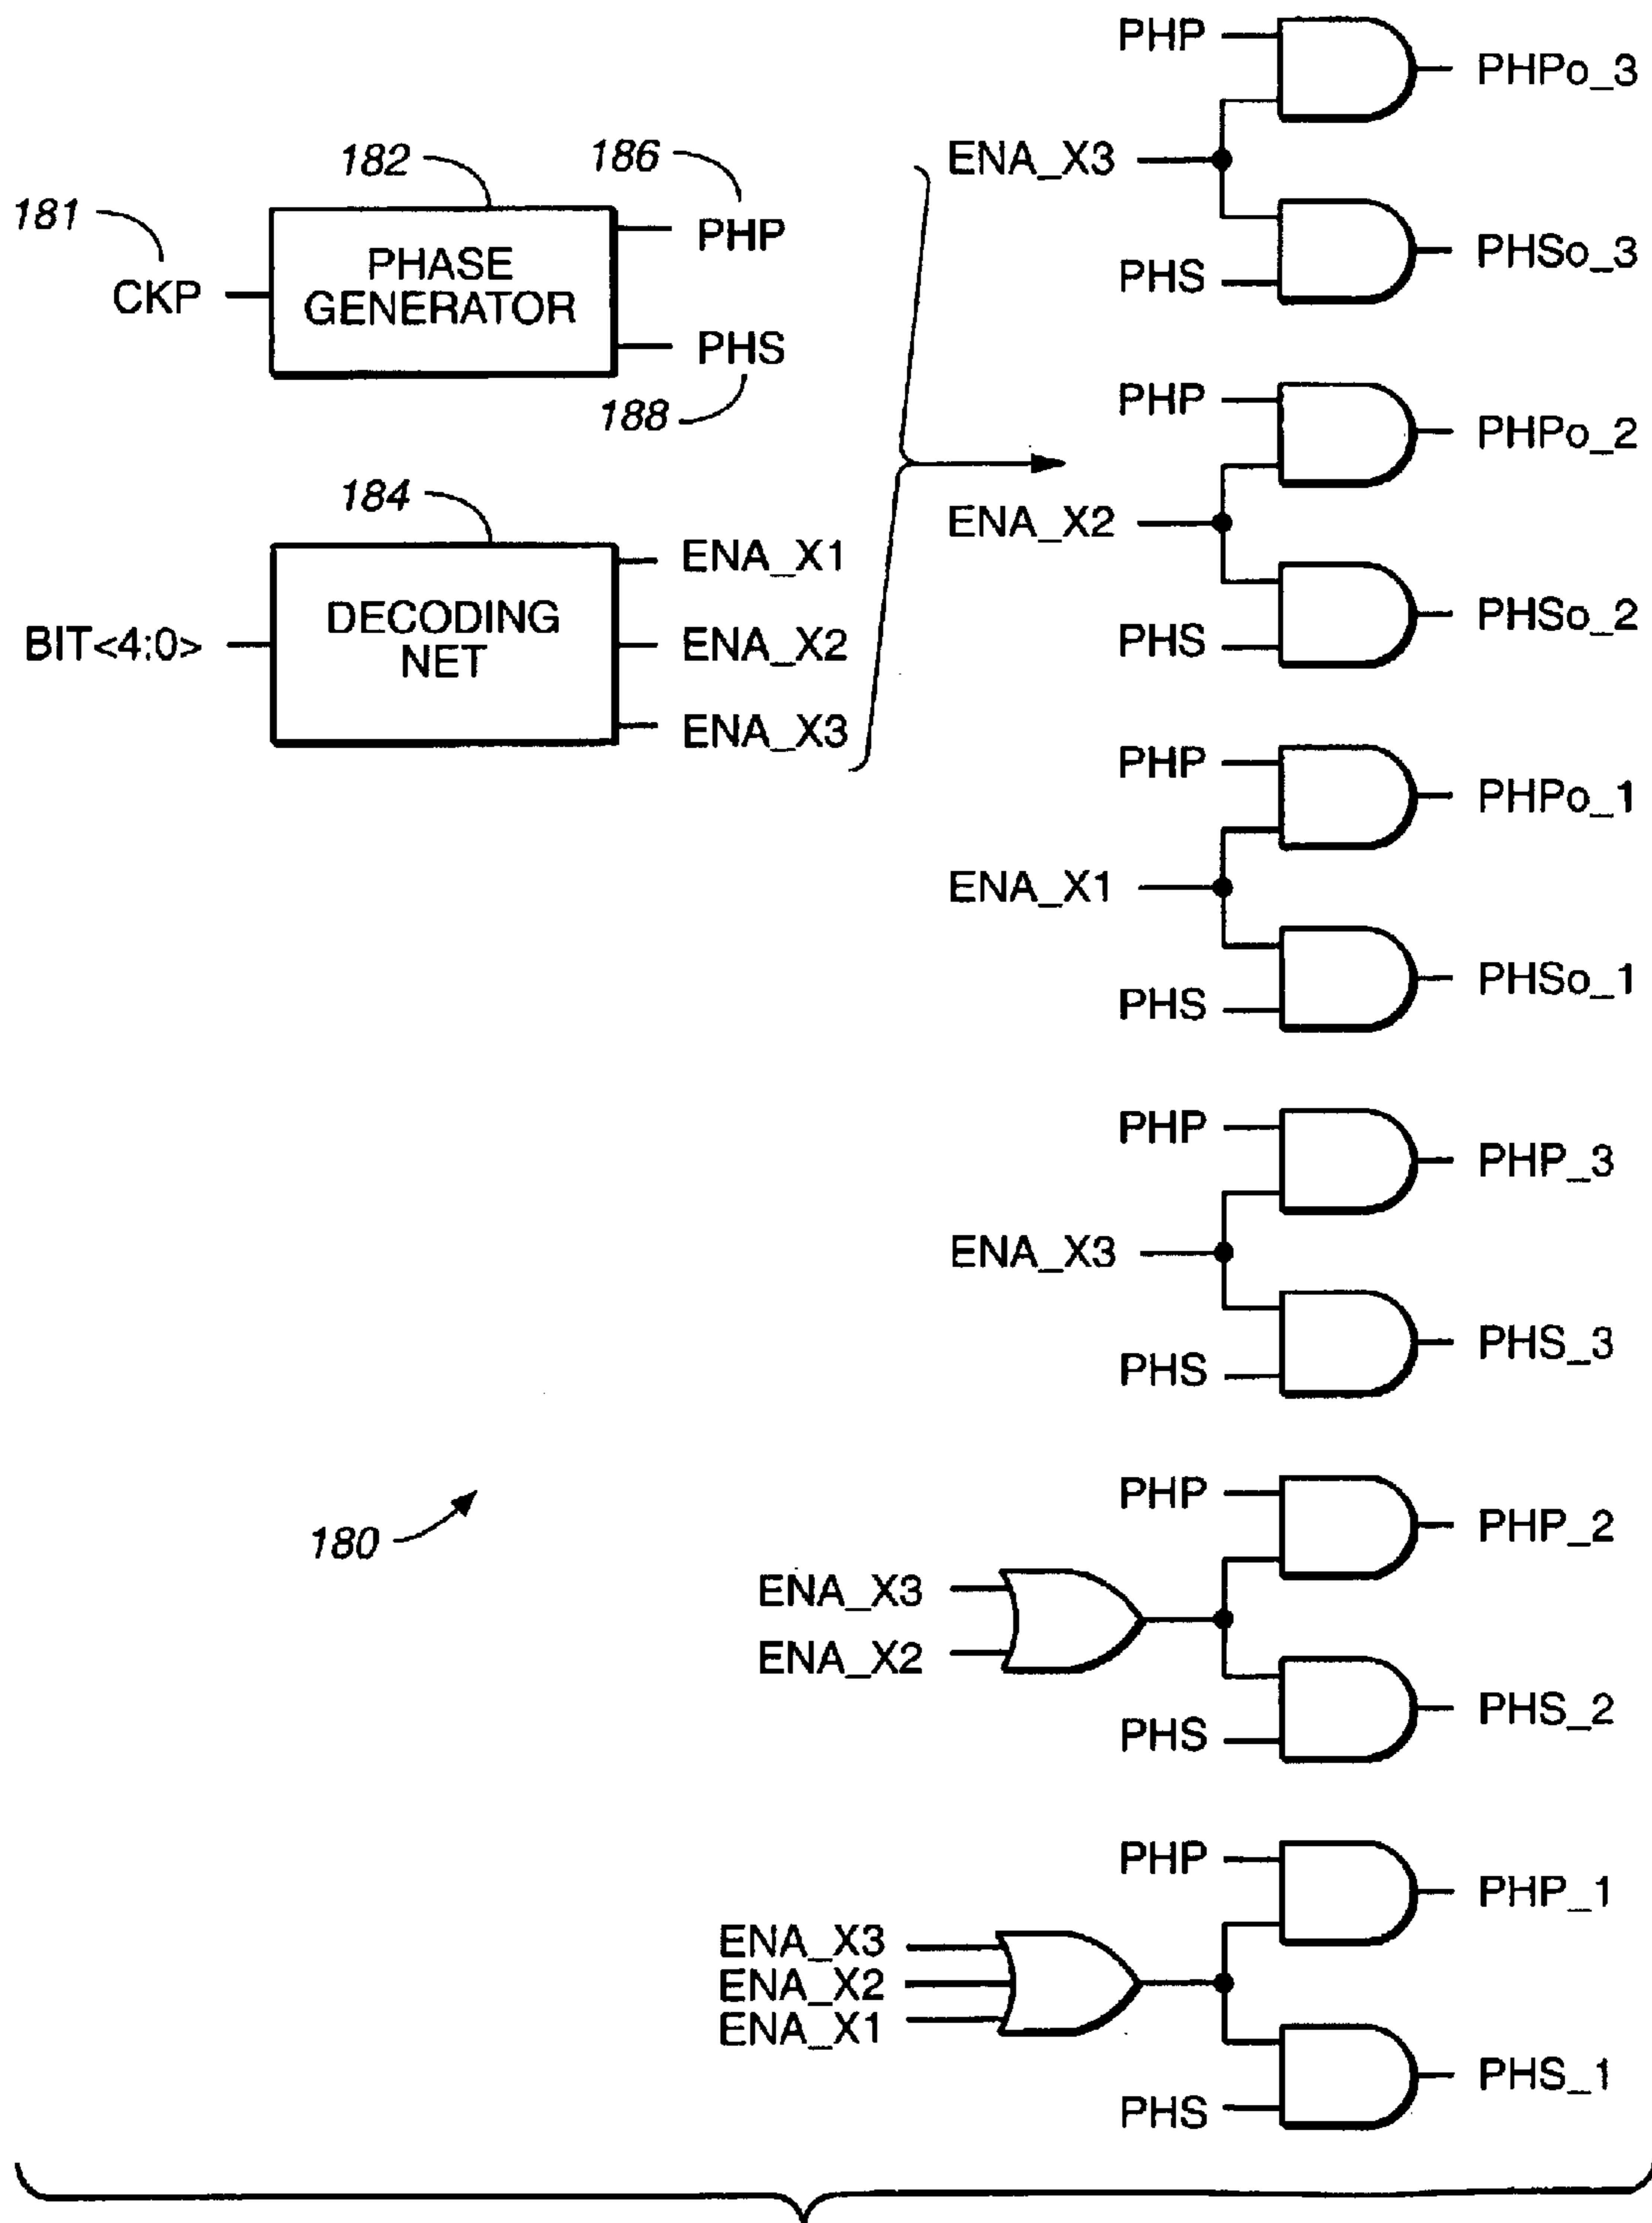 181
CKP
182
PHASE
GENERATOR
186
PHP
PHS
188
184
BIT<4:0>
DECODING
NET
ENA_X1
ENA_X2
ENA_X3
PHP
PHPo_3
ENA_X3
PHSo_3
PHS
PHP
PHPo_2
ENA_X2
PHSo_2
PHS
PHP
PHPo_1
ENA_X1
PHSo_1
PHS
PHP
PHP_3
ENA_X3
PHS_3
PHS
180
PHP
PHP_2
ENA_X3
ENA_X2
PHS_2
PHS
PHP
PHP_1
ENA_X3
ENA_X2
ENA_X1
PHS_1
PHS